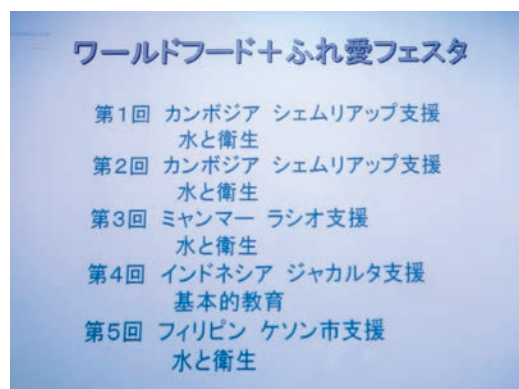 ワールドフード＋ふれ愛フェスタ
第1回 カンボジア シェムリアップ支援
水と衛生
第2回 カンボジア シェムリアップ支援
水と衛生
第3回 ミャンマー ラシオ支援
水と衛生
第4回 インドネシア ジャカルタ支援
基本的教育
第5回 フィリピン ケソン市支援
水と衛生